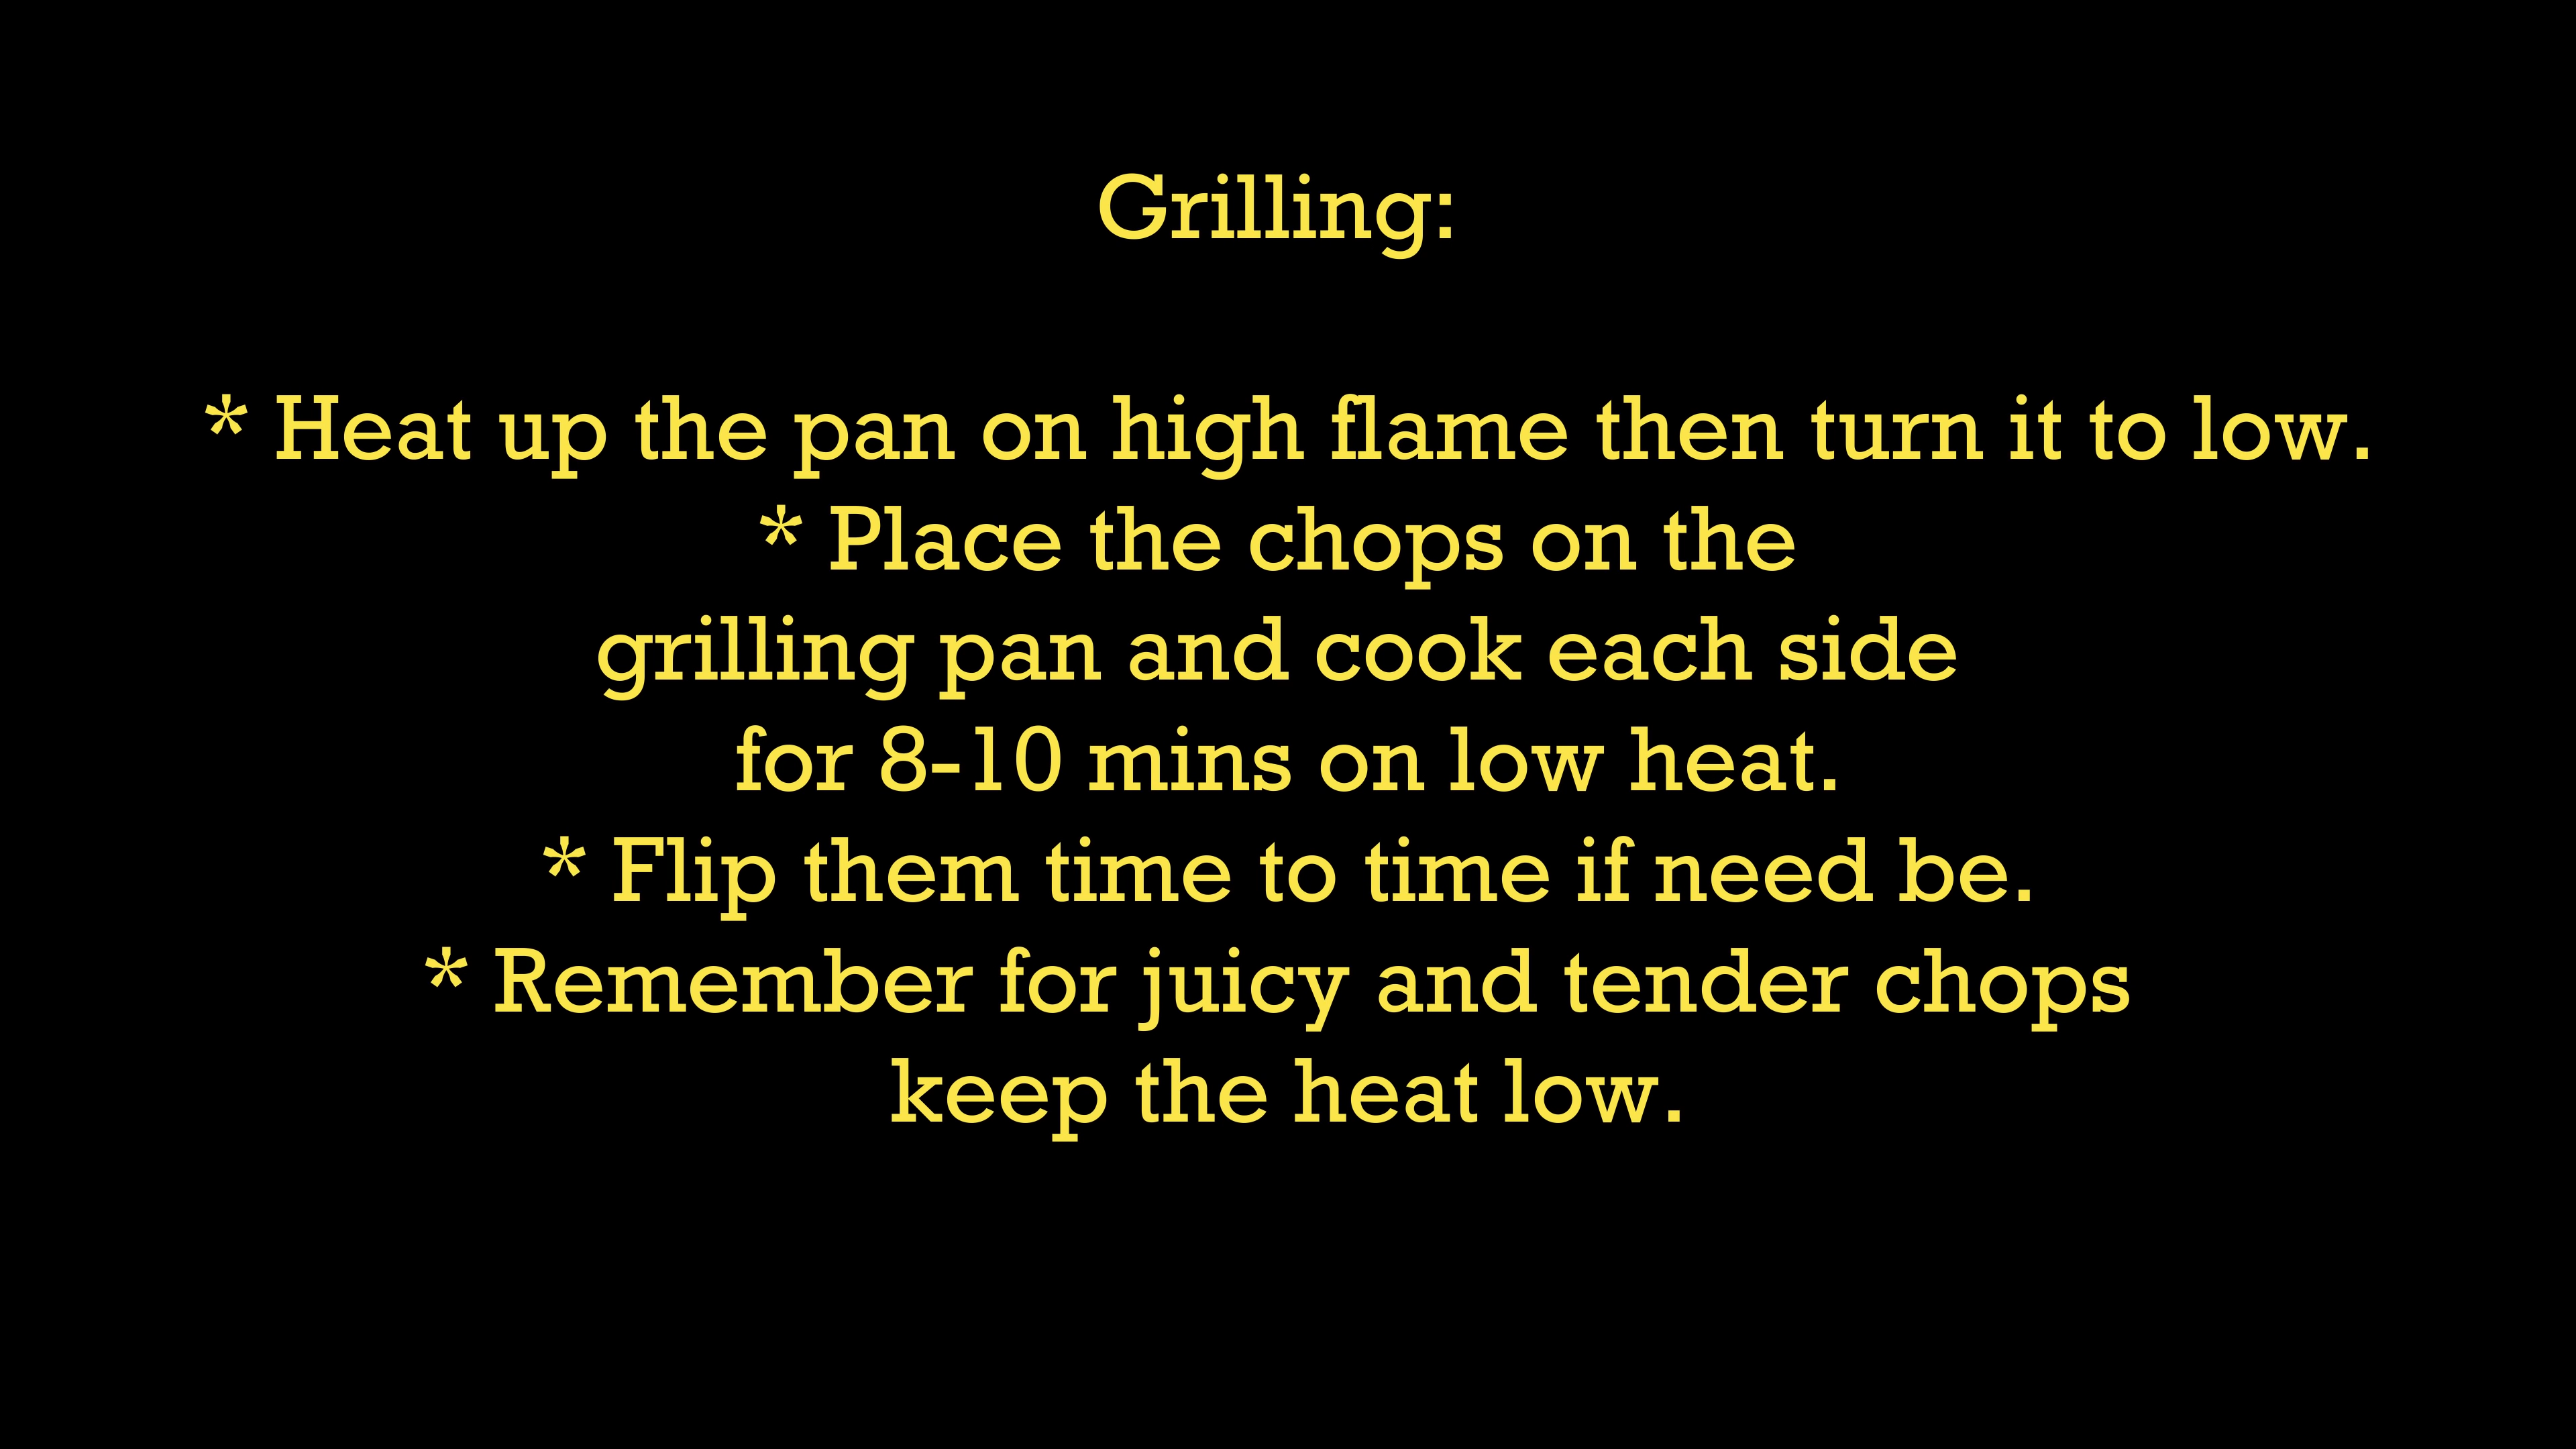 Grilling:
* Heat up the pan on high flame then turn it to low.
* Place the chops on the
grilling pan and cook each side
for 8-10 mins on low heat.
* Flip them time to time if need be.
* Remember for juicy and tender chops
keep the heat low.